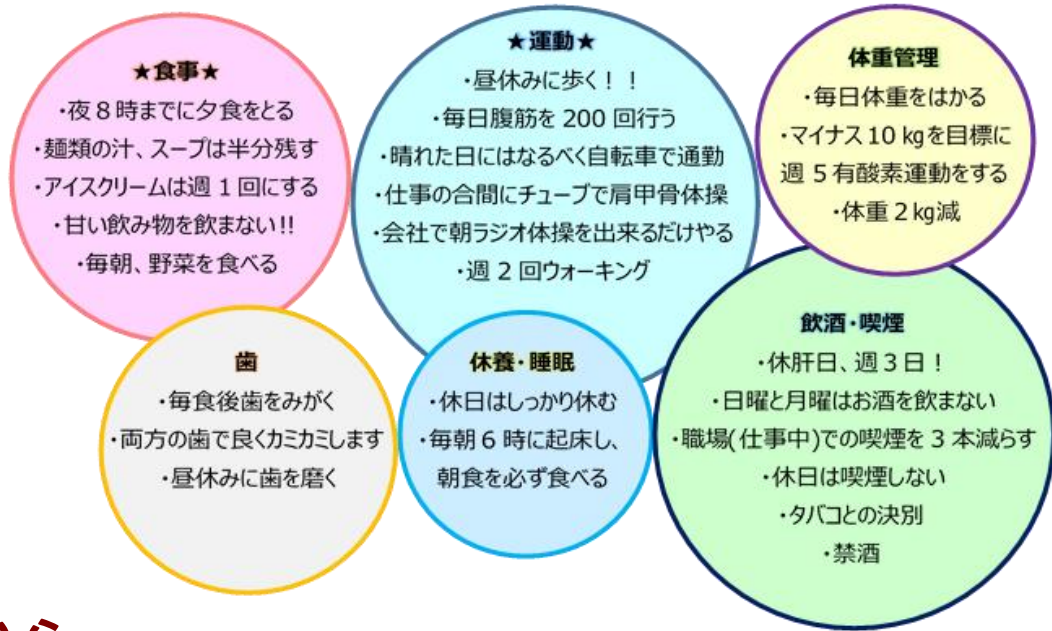 ★食事★
・夜8時までに夕食をとる
・麺類の汁、スープは半分残す
・アイスクリームは週1回にする
・甘い飲み物を飲まない!!
・毎朝、野菜を食べる
★運動★
・昼休みに歩く！！
・毎日腹筋を 200 回行う
・晴れた日にはなるべく自転車で通勤
・仕事の合間にチューブで肩甲骨体操
・会社で朝ラジオ体操を出来るだけやる
・週2回ウォーキング
体重管理
・毎日体重をはかる
・マイナス 10 kgを目標に
週 5 有酸素運動をする
・体重 2 kg減
歯
・毎食後歯をみがく
・両方の歯で良くカミカミします
・昼休みに歯を磨く
休養・睡眠
・休日はしっかり休む
・毎朝6時に起床し、
朝食を必ず食べる
飲酒・喫煙
・休肝日、週3日！
・日曜と月曜はお酒を飲まない
・職場(仕事中)での喫煙を 3 本減らす
・休日は喫煙しない
・タバコとの決別
・禁酒